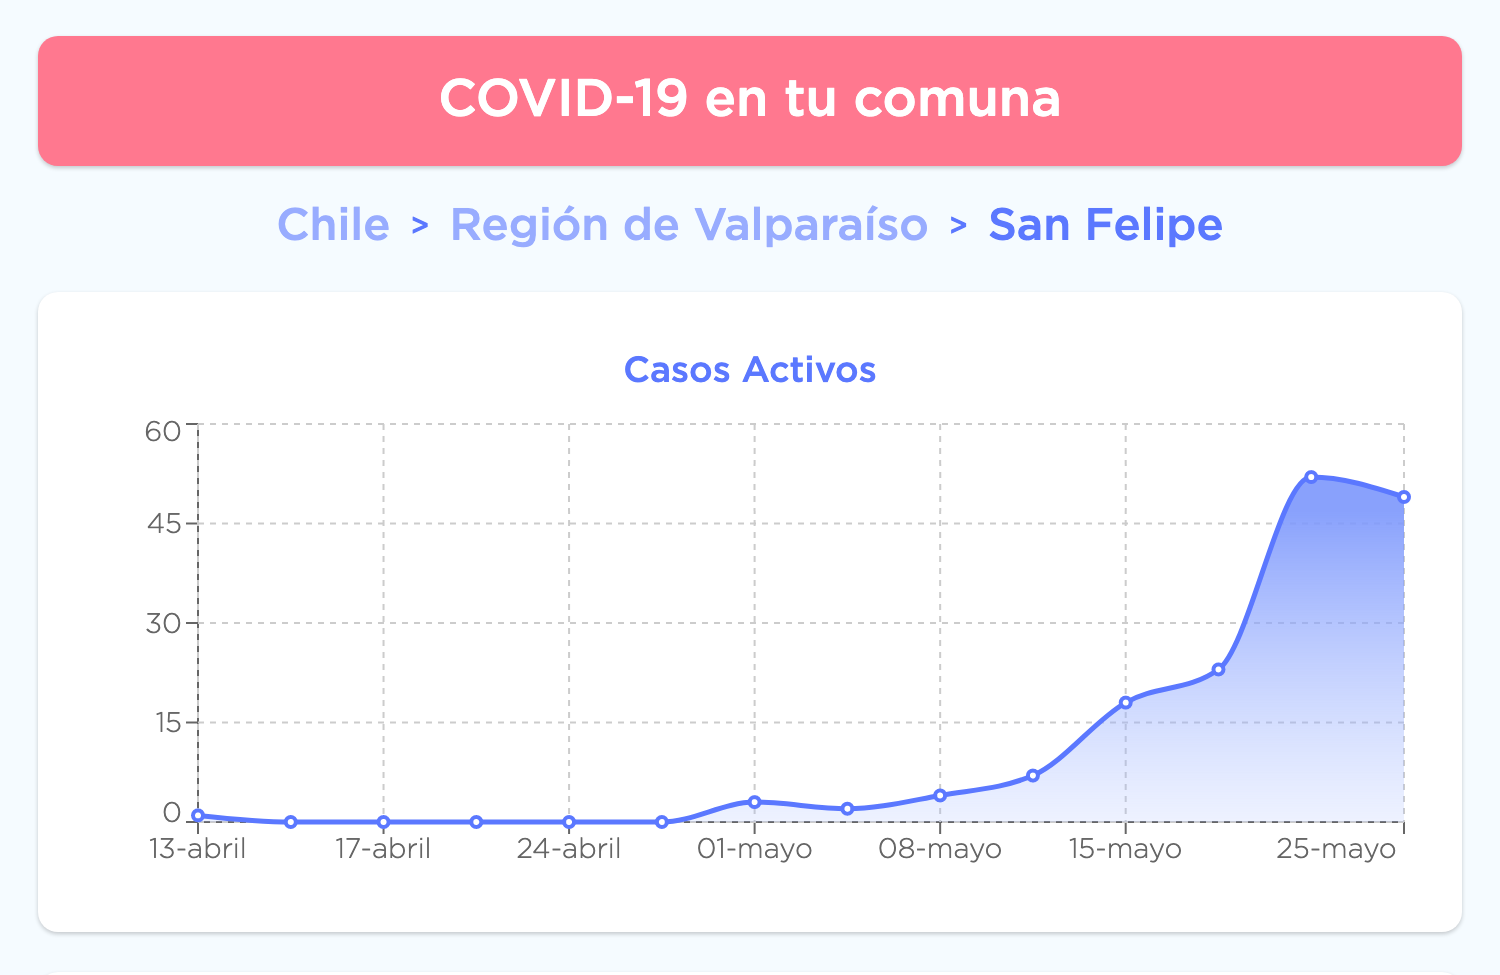 COVID-19 en tu comuna
Chile > Región de Valparaíso > San Felipe
Casos Activos
60
45
30
15
0
13-abril 17-abril 24-abril 01-mayo 08-mayo 15-mayo 25-mayo